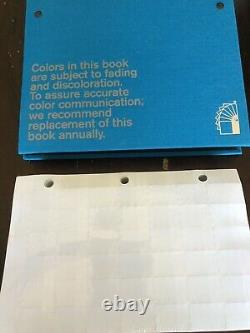 Colors in this book
are subject to fading
and discoloration.
To assure accurate
color communication,
we recommend
replacement of this
book annually.